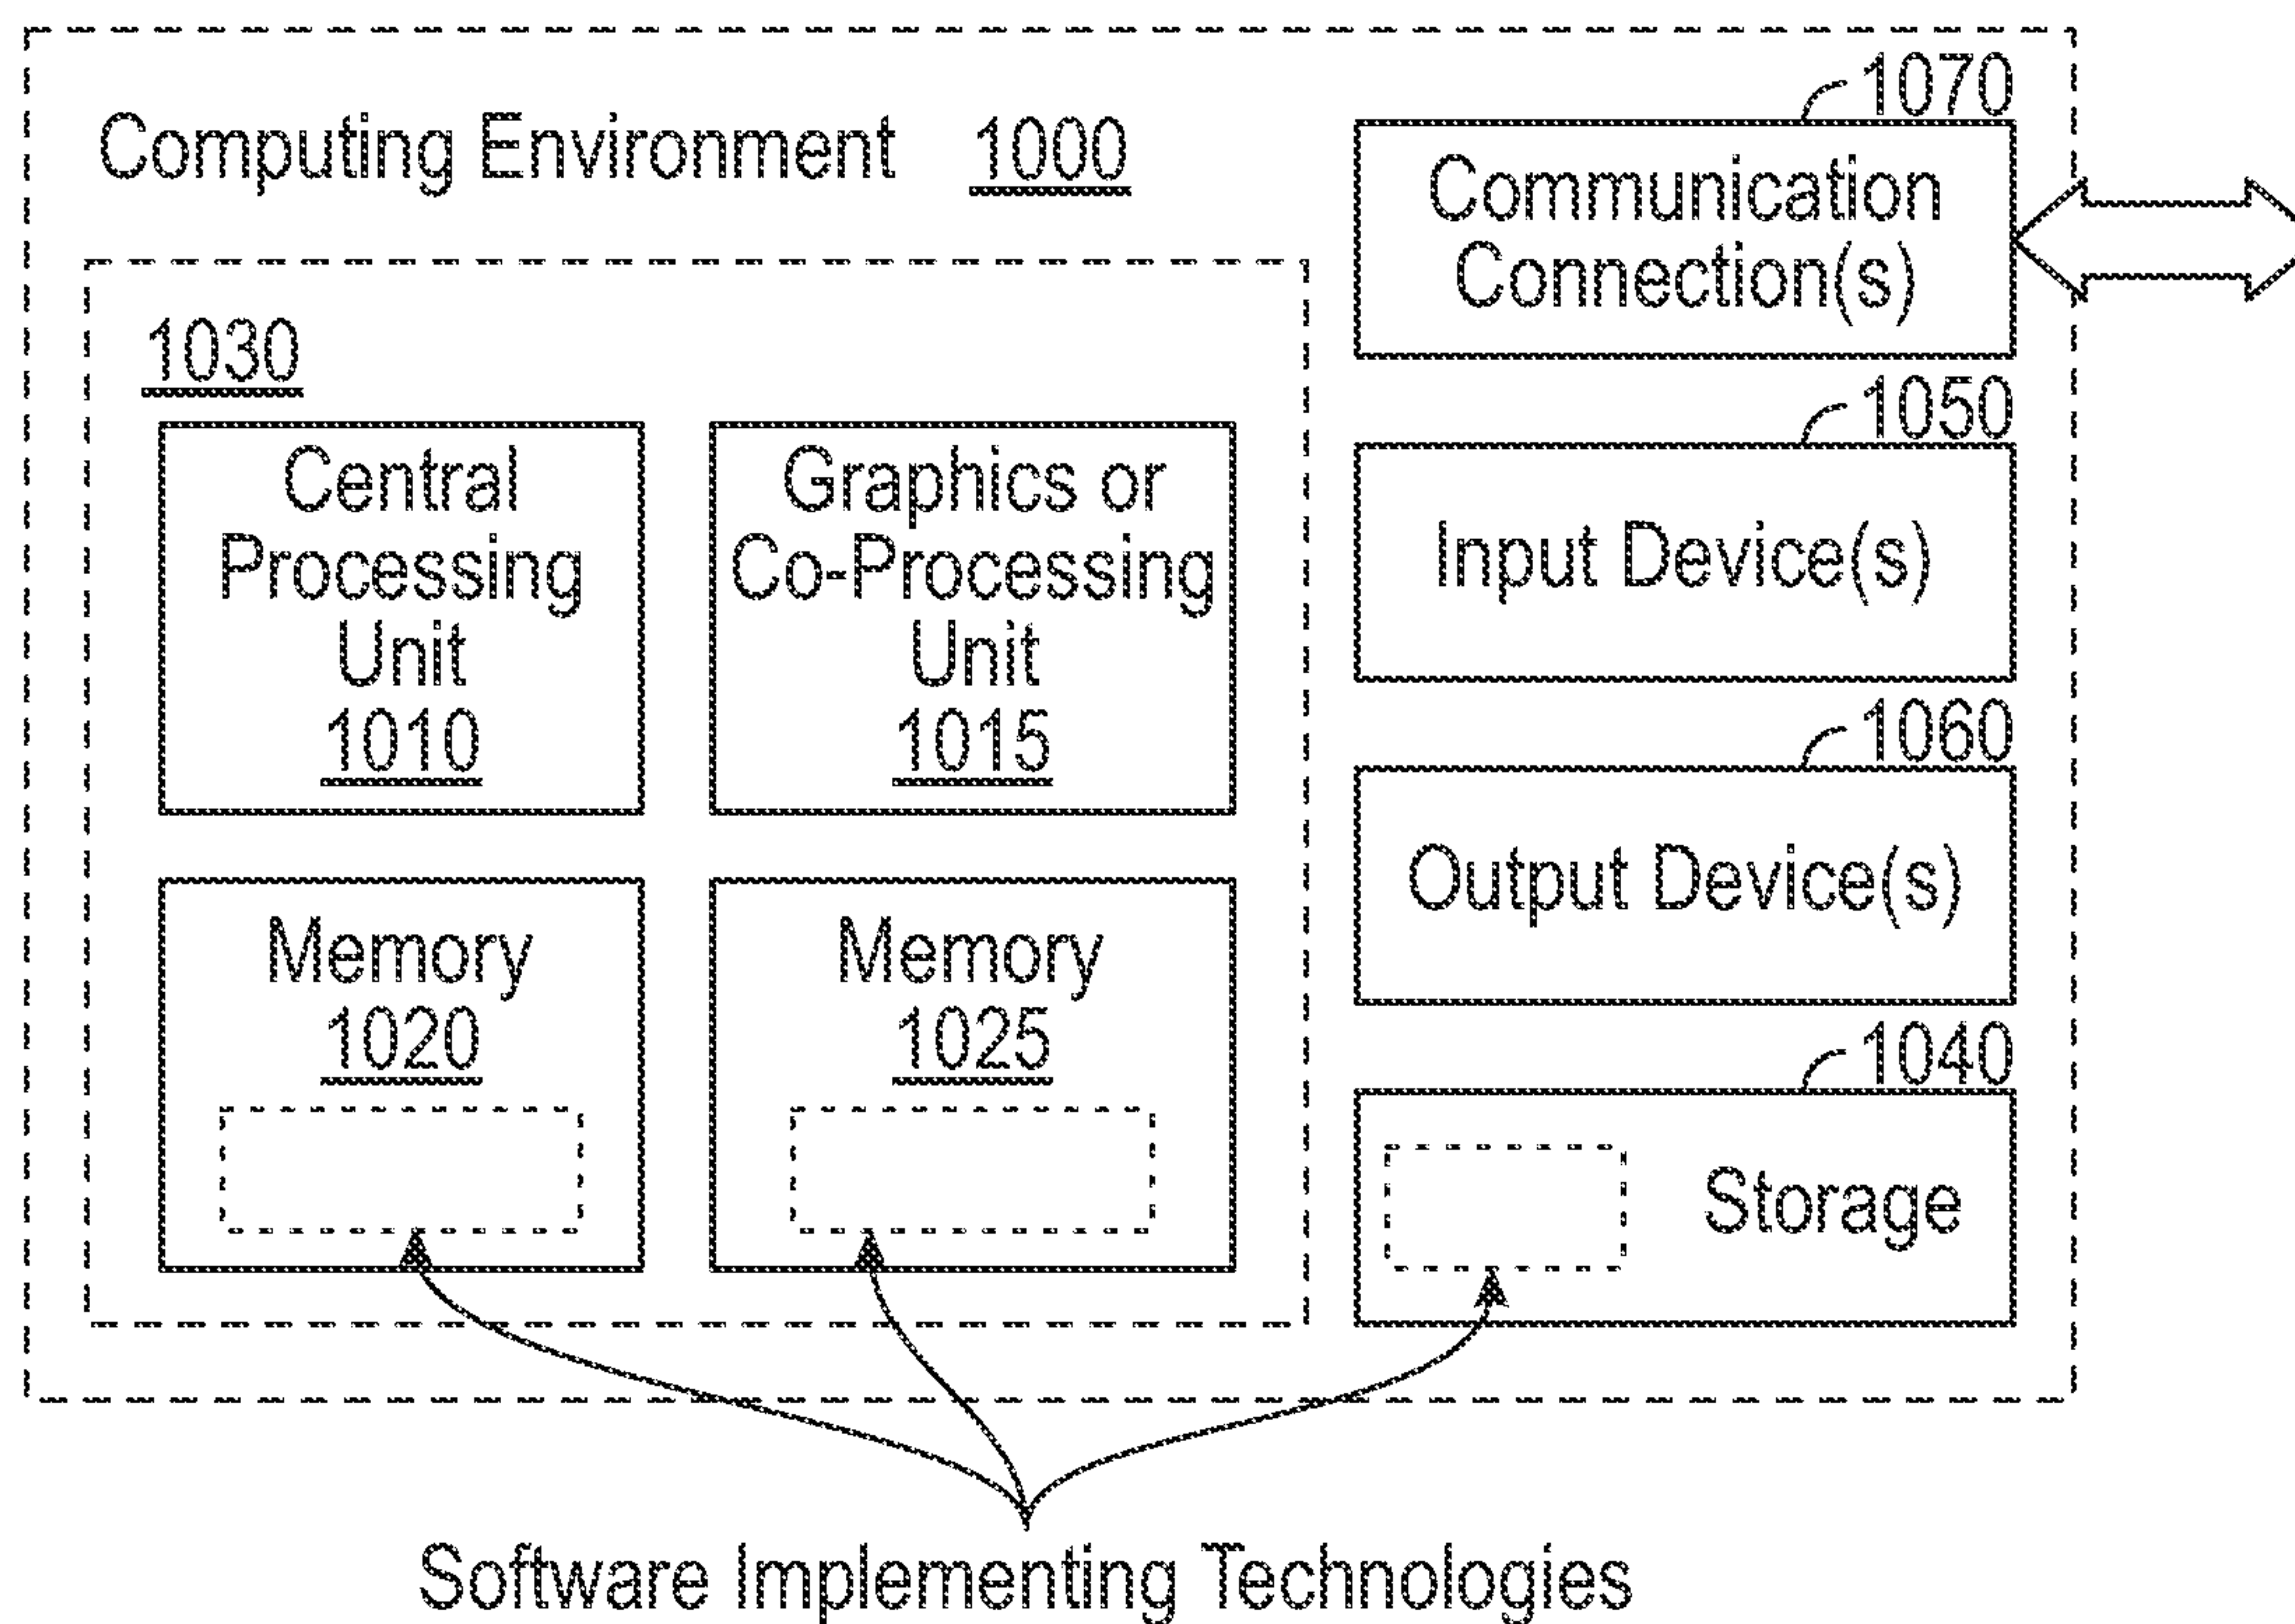 Computing Environment 1000
1030
Central
Processing
Unit
1010
Graphics or
Co-Processing
Unit
1015
Memory
1020
Memory
1025
1070
Communication
Connection(s)
1050
Input Device(s)
1060
Output Device(s)
1040
Storage
Software Implementing Technologies